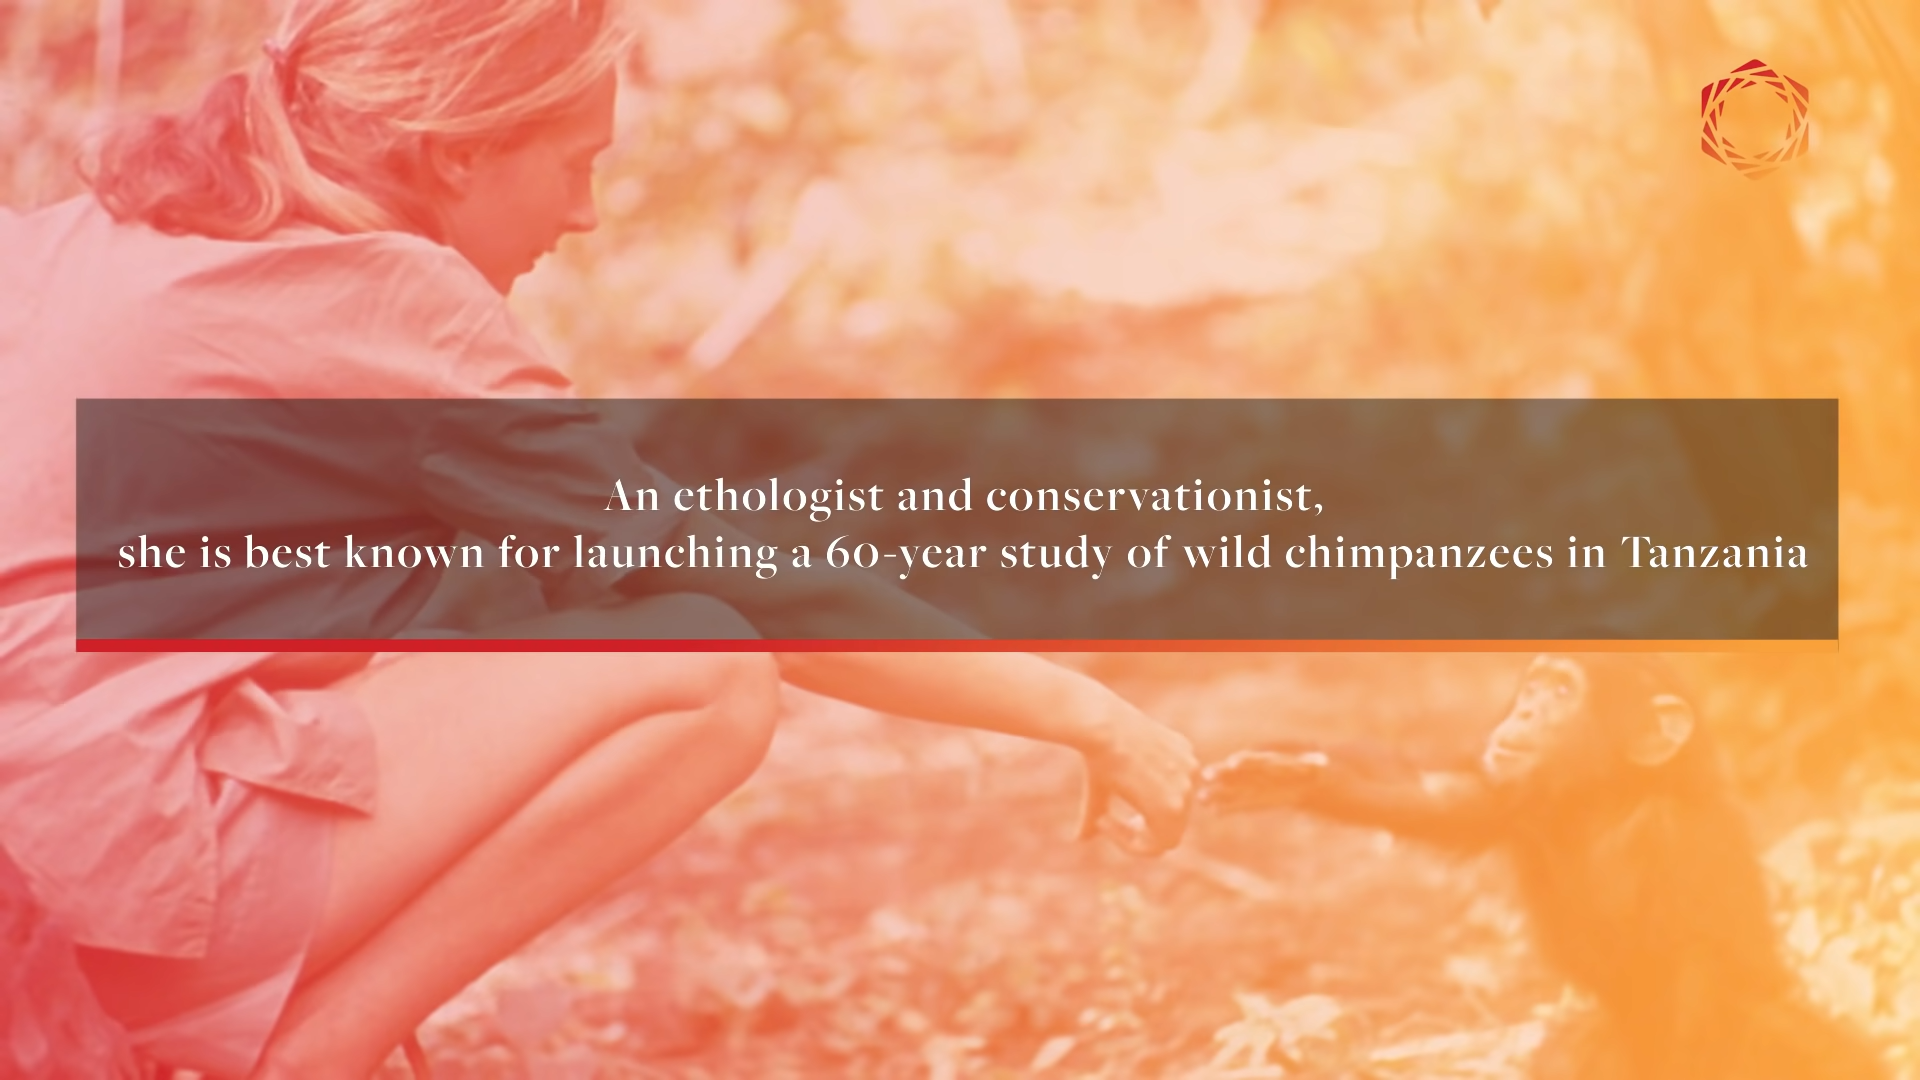 An ethologist and conservationist,
she is best known for launching a 60-year study of wild chimpanzees in Tanzania